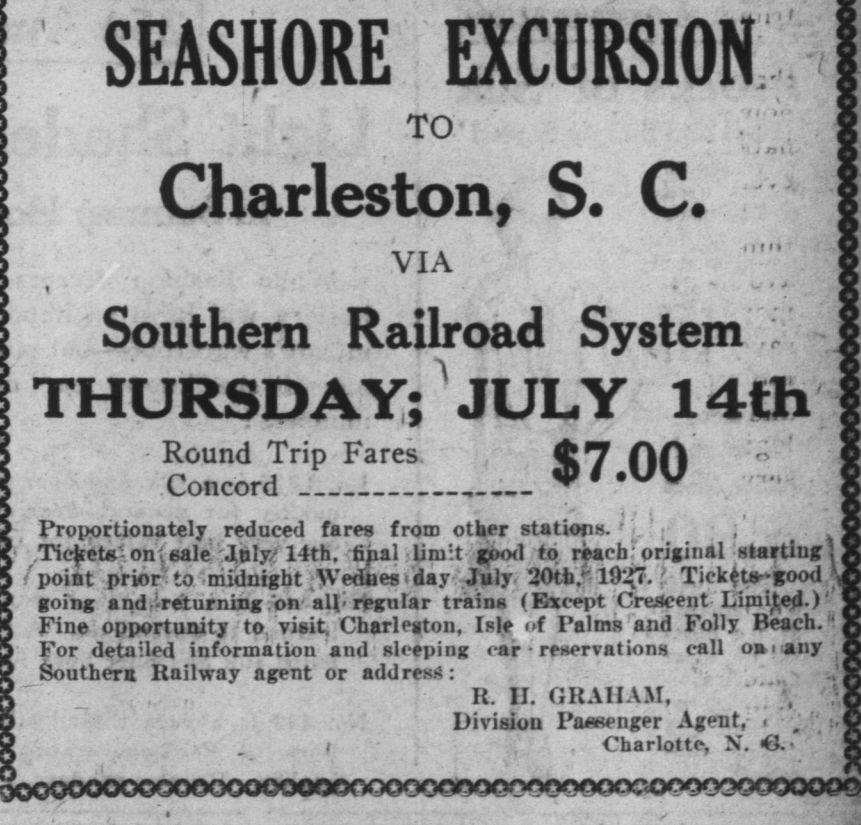 SEASHORE EXCURSION
TO
Charleston, S. C.
VIA
Southern Railroad System
THURSDAY; JULY 14th
Round Trip Fares
Concord ---------------- $7.00
Proportionately reduced fares from other stations.
Tickets on sale July 14th, final limit good to reach original starting
point prior to midnight Wednes day July 20th, 1927. Tickets good
going and returning on all regular trains (Except Crescent Limited.)
Fine opportunity to visit Charleston, Isle of Palms and Folly Beach.
For detailed information and sleeping car reservations call on any
Southern Railway agent or address:
R. H. GRAHAM,
Division Passenger Agent,
Charlotte, N. C.